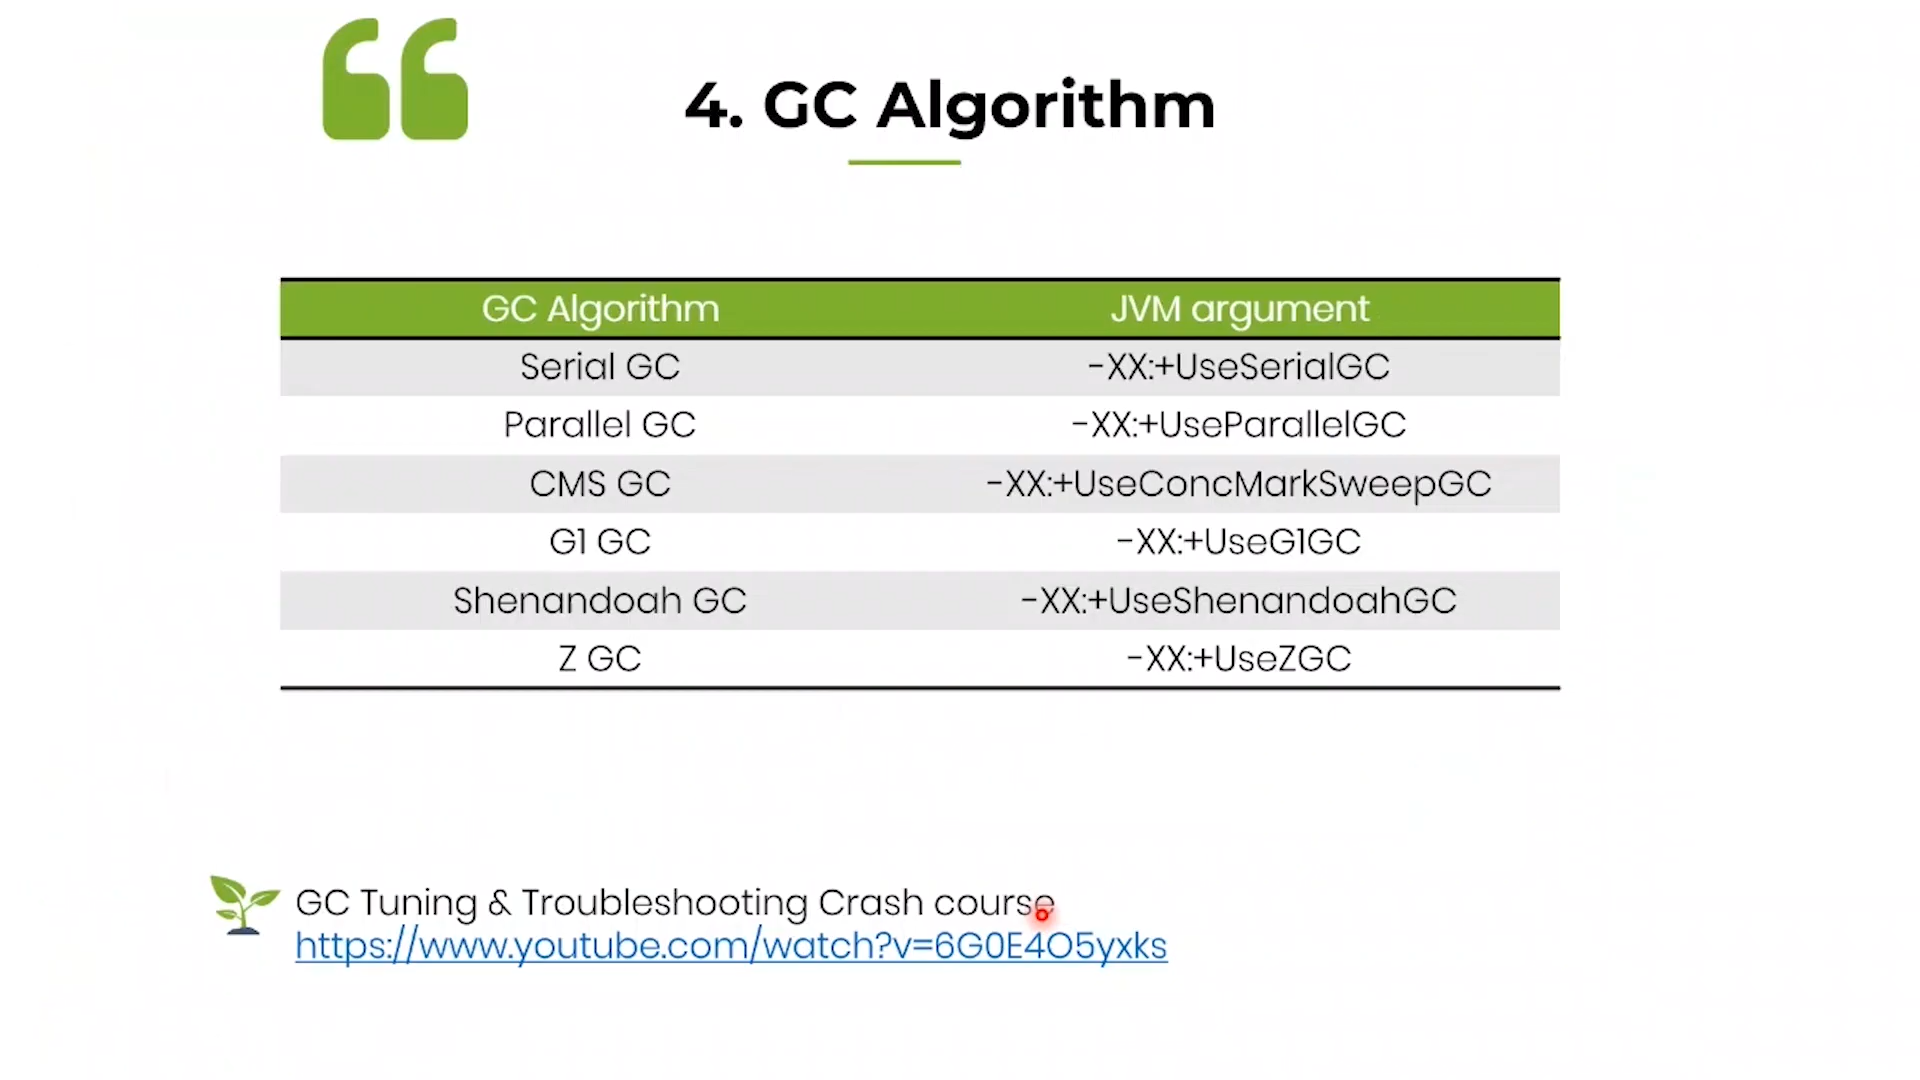 4. GC Algorithm
GC Algorithm JVM argument
Serial GC -XX:+UseSerialGC
Parallel GC -XX:+UseParallelGC
CMS GC -XX:+UseConcMarkSweepGC
G1 GC -XX:+UseG1GC
Shenandoah GC -XX:+UseShenandoahGC
Z GC -XX:+UseZGC
GC Tuning & Troubleshooting Crash course
https://www.youtube.com/watch?v=6G0E4O5yxks